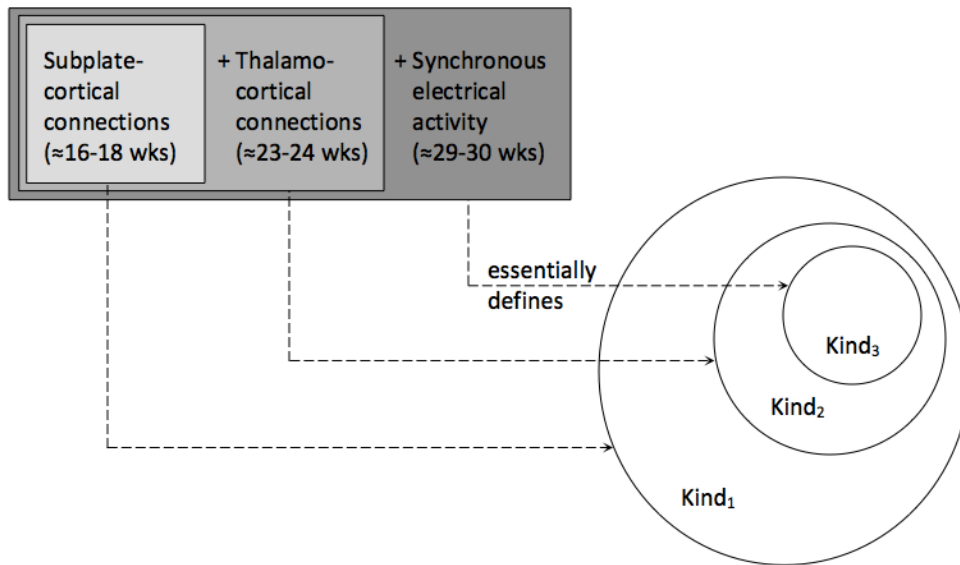 Subplate-
cortical
connections
(≈16-18 wks)
+ Thalamo-
cortical
connections
(≈23-24 wks)
+ Synchronous
electrical
activity
(≈29-30 wks)
essentially
defines
Kind₃
Kind₂
Kind₁